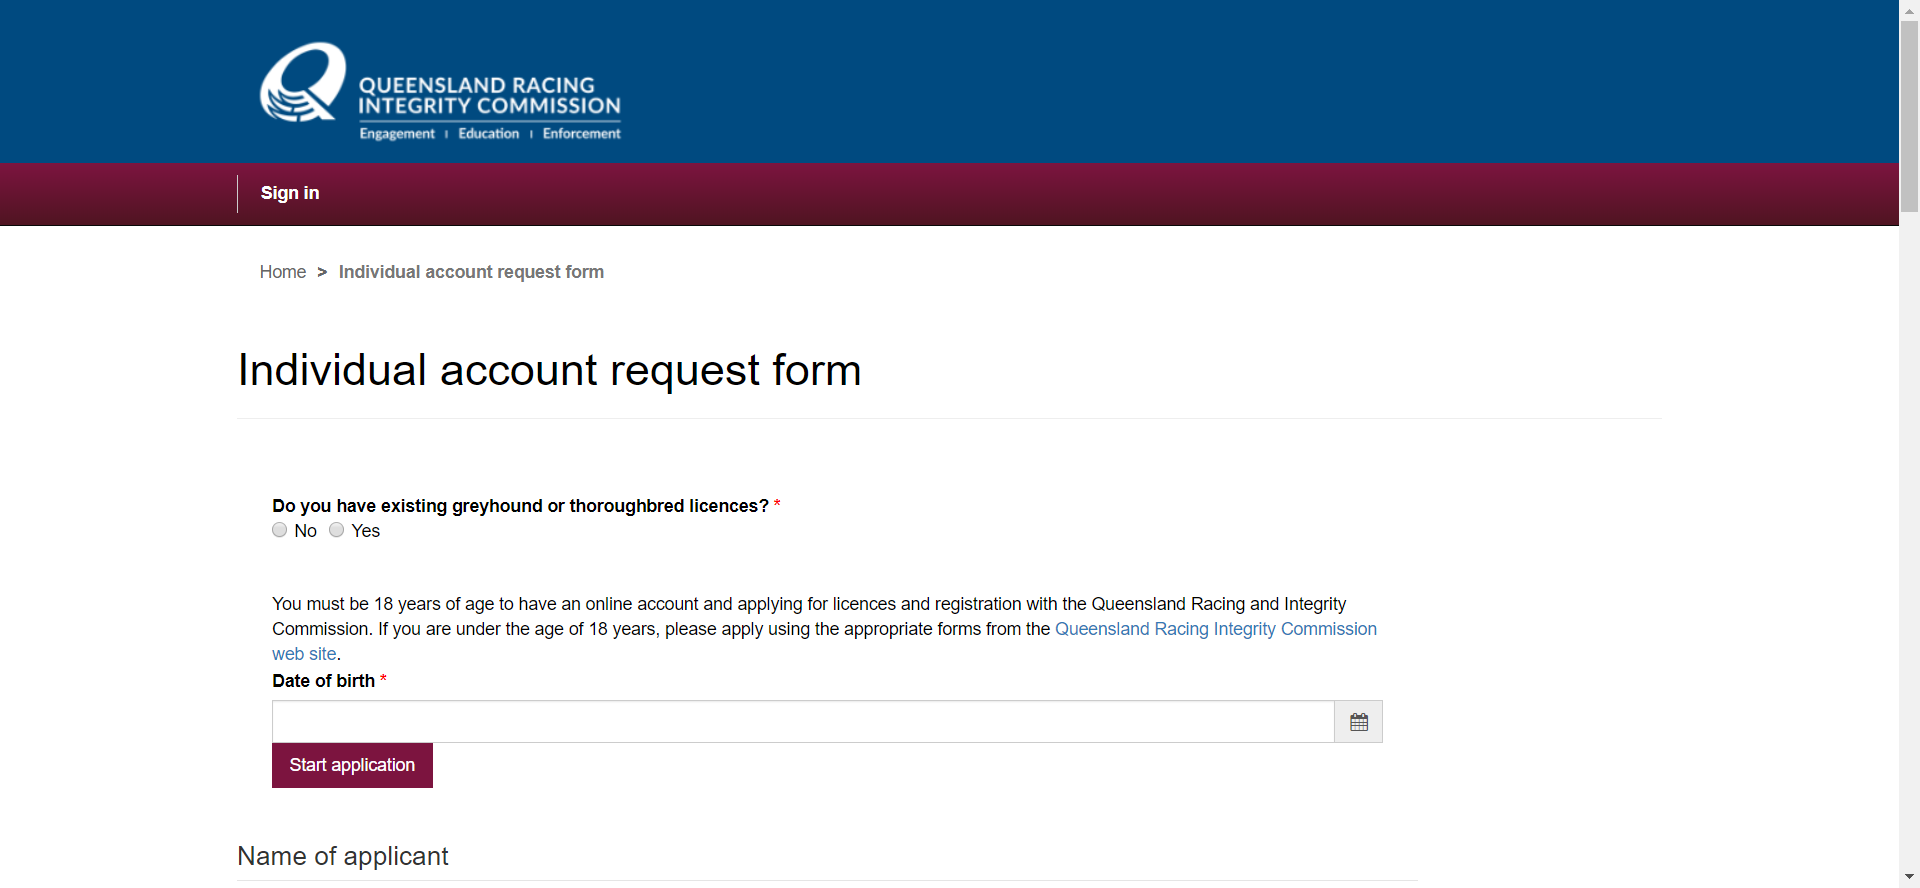 QUEENSLAND RACING
INTEGRITY COMMISSION
Engagement | Education | Enforcement
Sign in
Home > Individual account request form
Individual account request form
Do you have existing greyhound or thoroughbred licences? *
No Yes
You must be 18 years of age to have an online account and applying for licences and registration with the Queensland Racing and Integrity
Commission. If you are under the age of 18 years, please apply using the appropriate forms from the Queensland Racing Integrity Commission
web site.
Date of birth *
Start application
Name of applicant